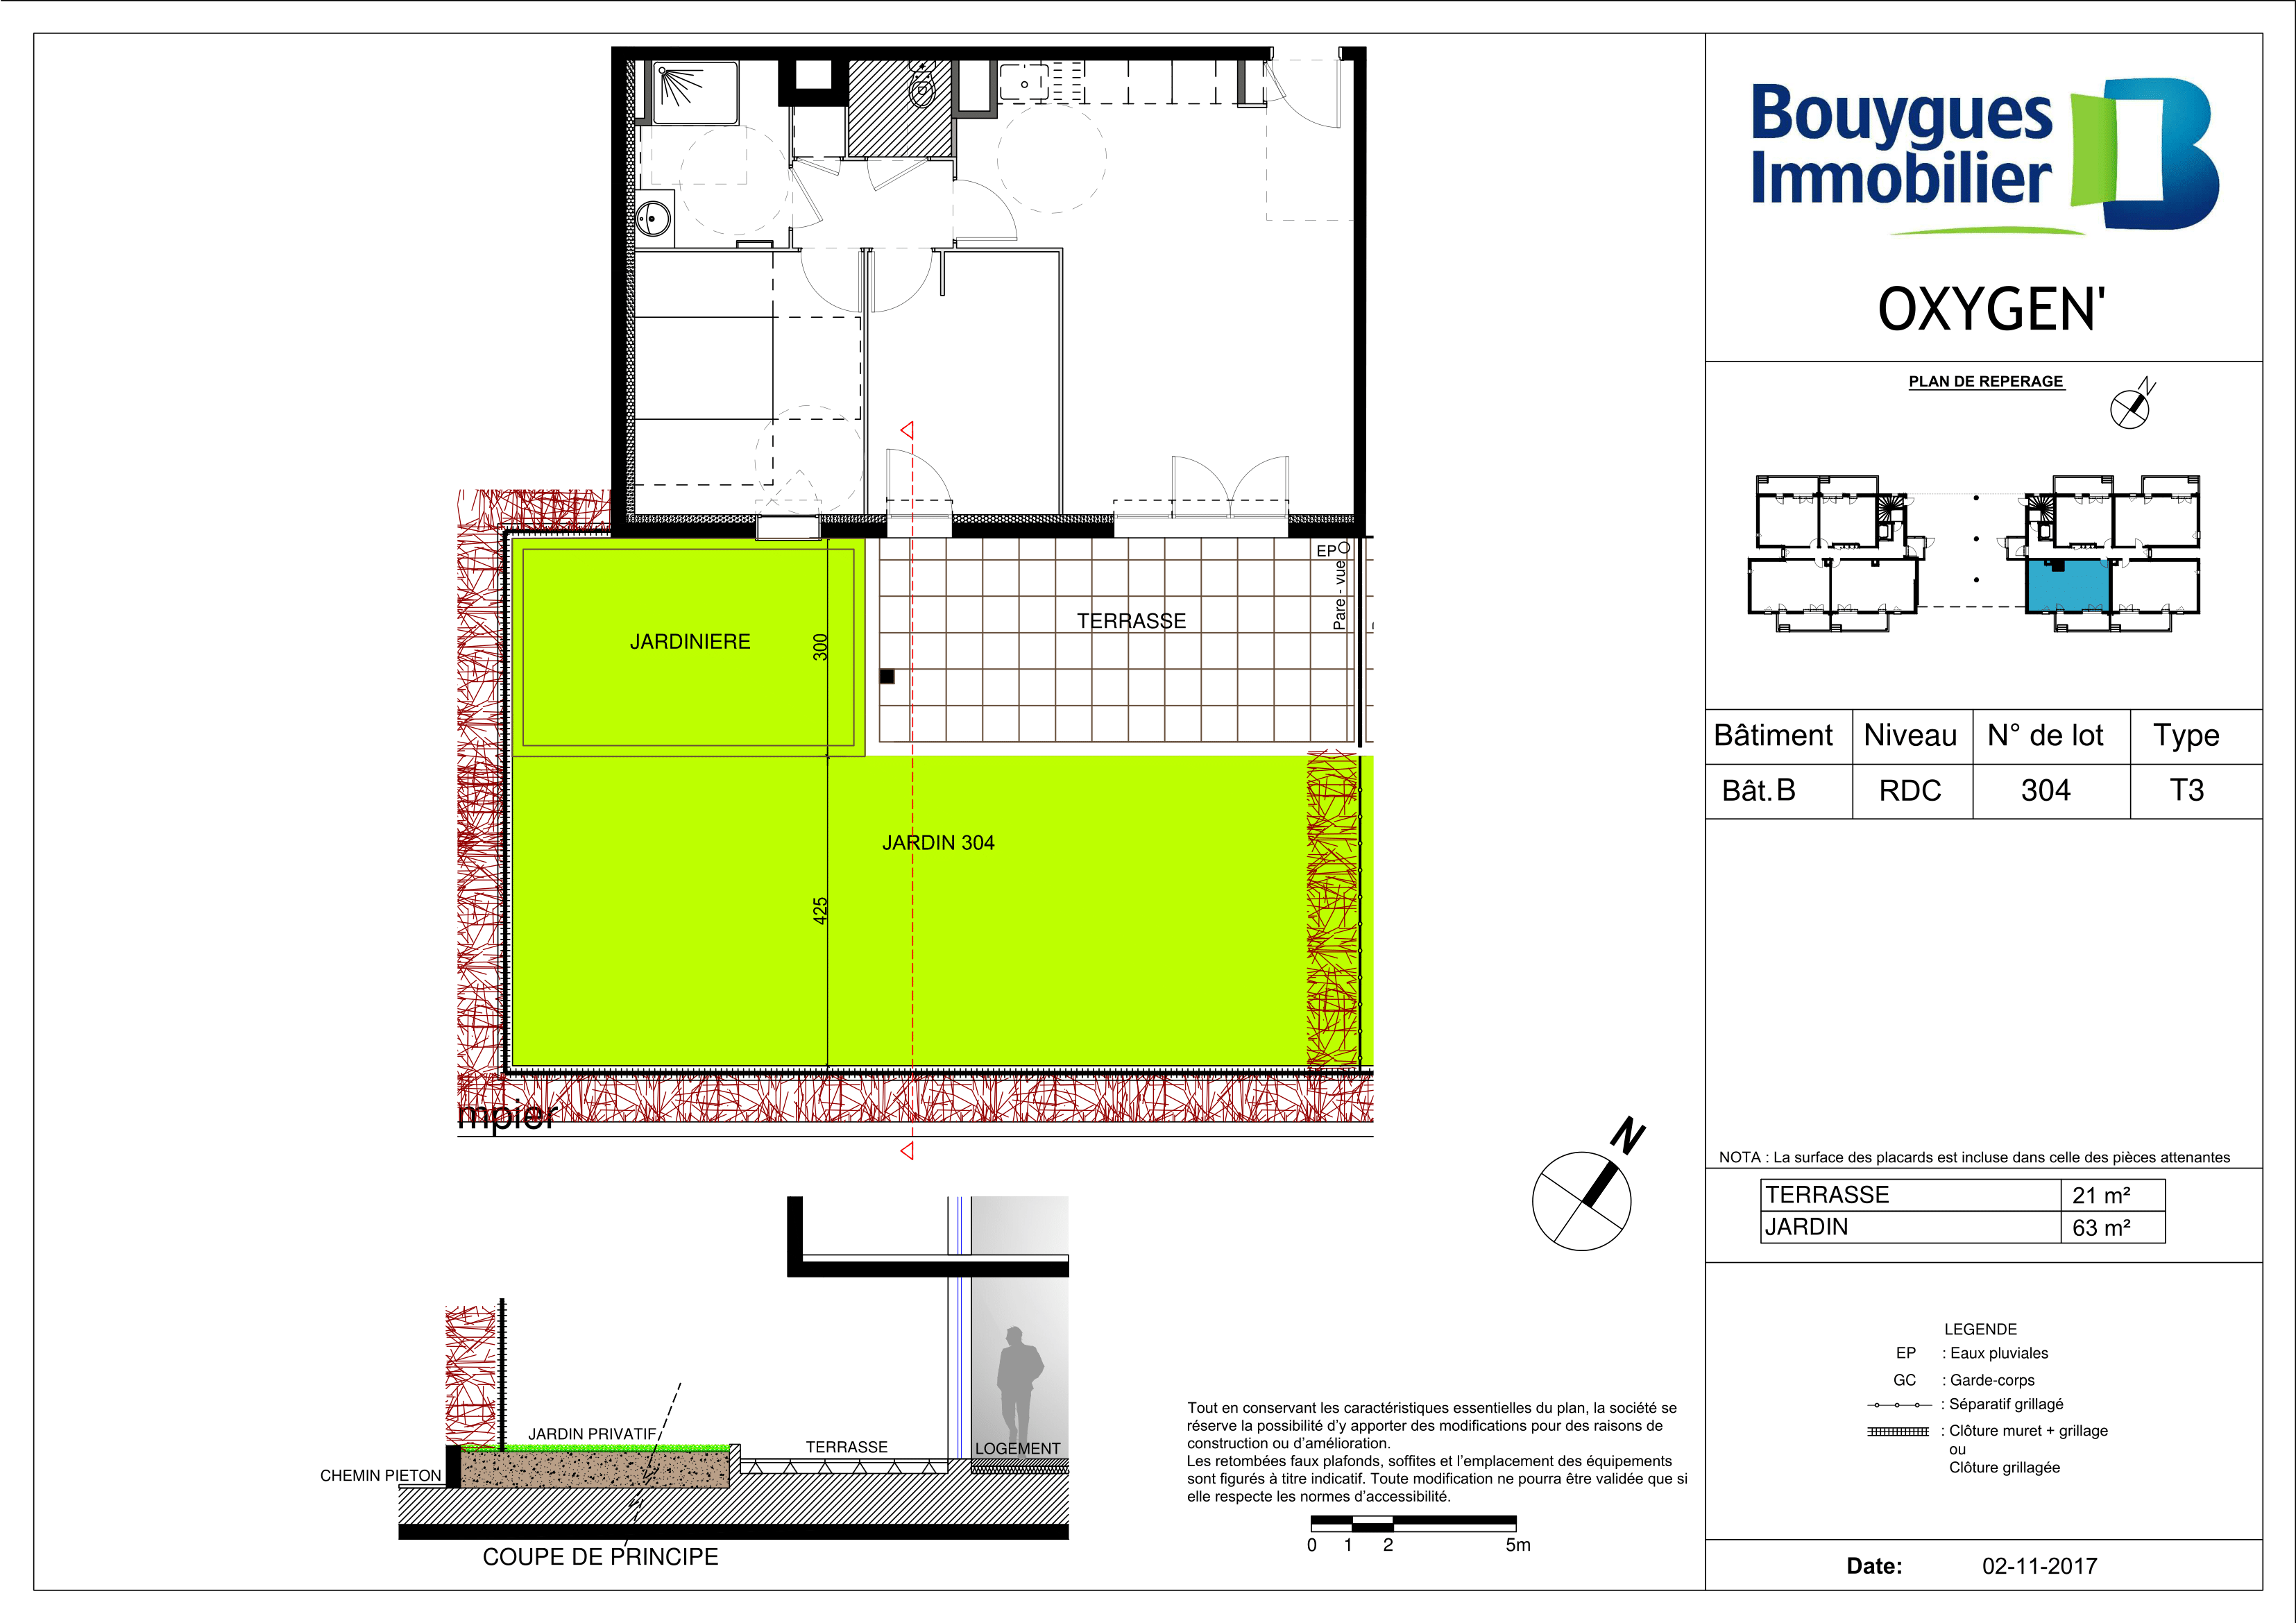 Bouygues
Immobilier
OXYGEN'
PLAN DE REPERAGE
N
Bâtiment Niveau N° de lot Type
Bât.B RDC 304 T3
EP
Pare - vue
TERRASSE
JARDINIERE
300
JARDIN 304
425
mpier
N
NOTA : La surface des placards est incluse dans celle des pièces attenantes
TERRASSE 21 m²
JARDIN 63 m²
LEGENDE
EP : Eaux pluviales
GC : Garde-corps
: Séparatif grillagé
: Clôture muret + grillage
ou
Clôture grillagée
Date: 02-11-2017
JARDIN PRIVATIF
TERRASSE
LOGEMENT
CHEMIN PIETON
COUPE DE PRINCIPE
Tout en conservant les caractéristiques essentielles du plan, la société se
réserve la possibilité d'y apporter des modifications pour des raisons de
construction ou d'amélioration.
Les retombées faux plafonds, soffites et l'emplacement des équipements
sont figurés à titre indicatif. Toute modification ne pourra être validée que si
elle respecte les normes d'accessibilité.
0 1 2 5m